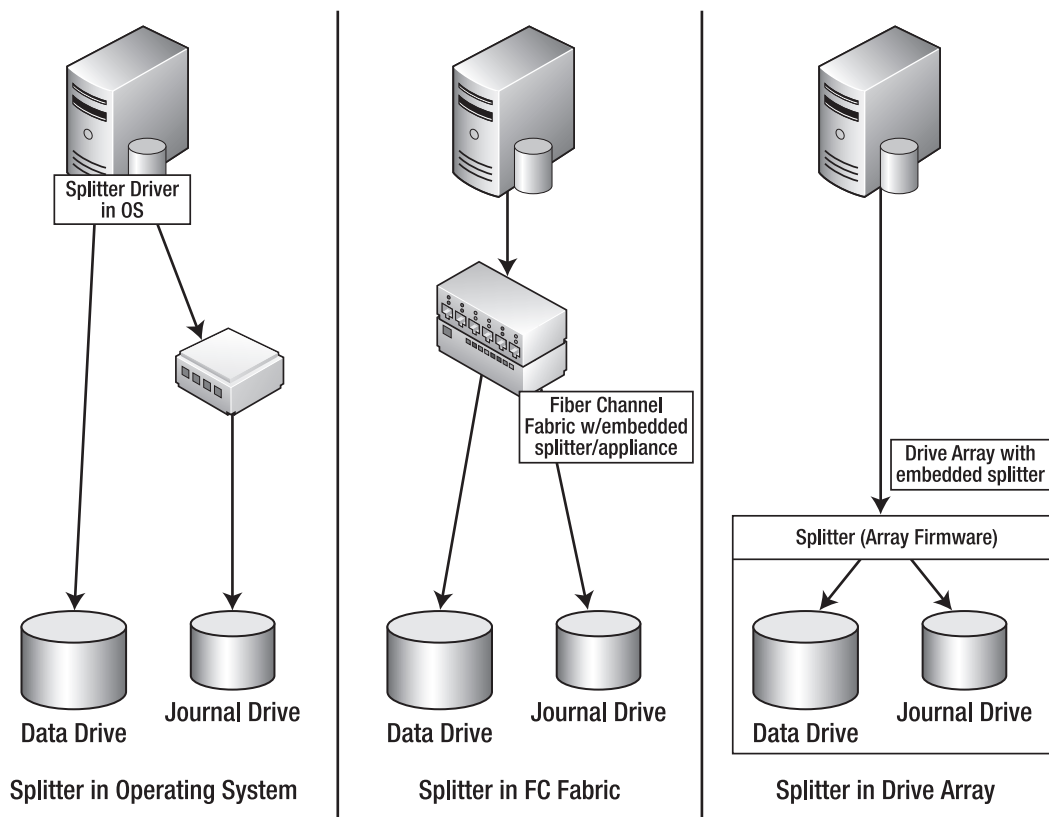 Splitter Driver
in OS
Data Drive
Journal Drive
Splitter in Operating System
Fiber Channel
Fabric w/embedded
splitter/appliance
Data Drive
Journal Drive
Splitter in FC Fabric
Drive Array with
embedded splitter
Splitter (Array Firmware)
Data Drive
Journal Drive
Splitter in Drive Array